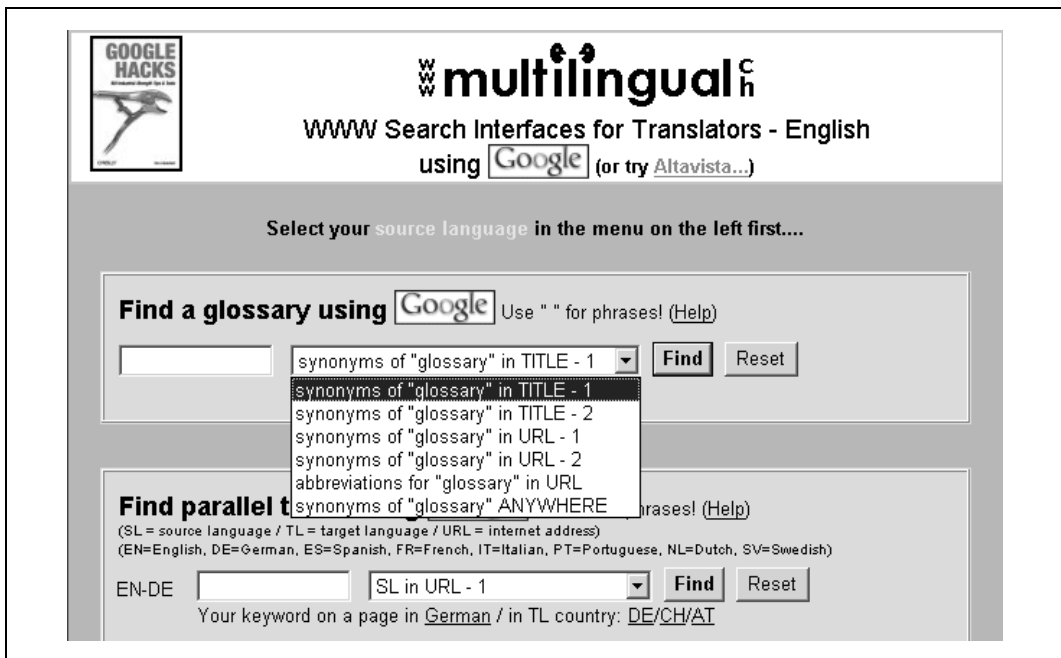 GOOGLE
HACKS
www multilingual ch
WWW Search Interfaces for Translators - English
using Google (or try Altavista...)
Select your source language in the menu on the left first....
Find a glossary using Google Use " " for phrases! (Help)
synonyms of "glossary" in TITLE - 1 Find Reset
synonyms of "glossary" in TITLE - 1
synonyms of "glossary" in TITLE - 2
synonyms of "glossary" in URL - 1
synonyms of "glossary" in URL - 2
abbreviations for "glossary" in URL
synonyms of "glossary" ANYWHERE
Find parallel t hrases! (Help)
(SL = source language / TL = target language / URL = internet address)
(EN=English, DE=German, ES=Spanish, FR=French, IT=Italian, PT=Portuguese, NL=Dutch, SV=Swedish)
EN-DE SL in URL - 1 Find Reset
Your keyword on a page in German / in TL country: DE/CH/AT